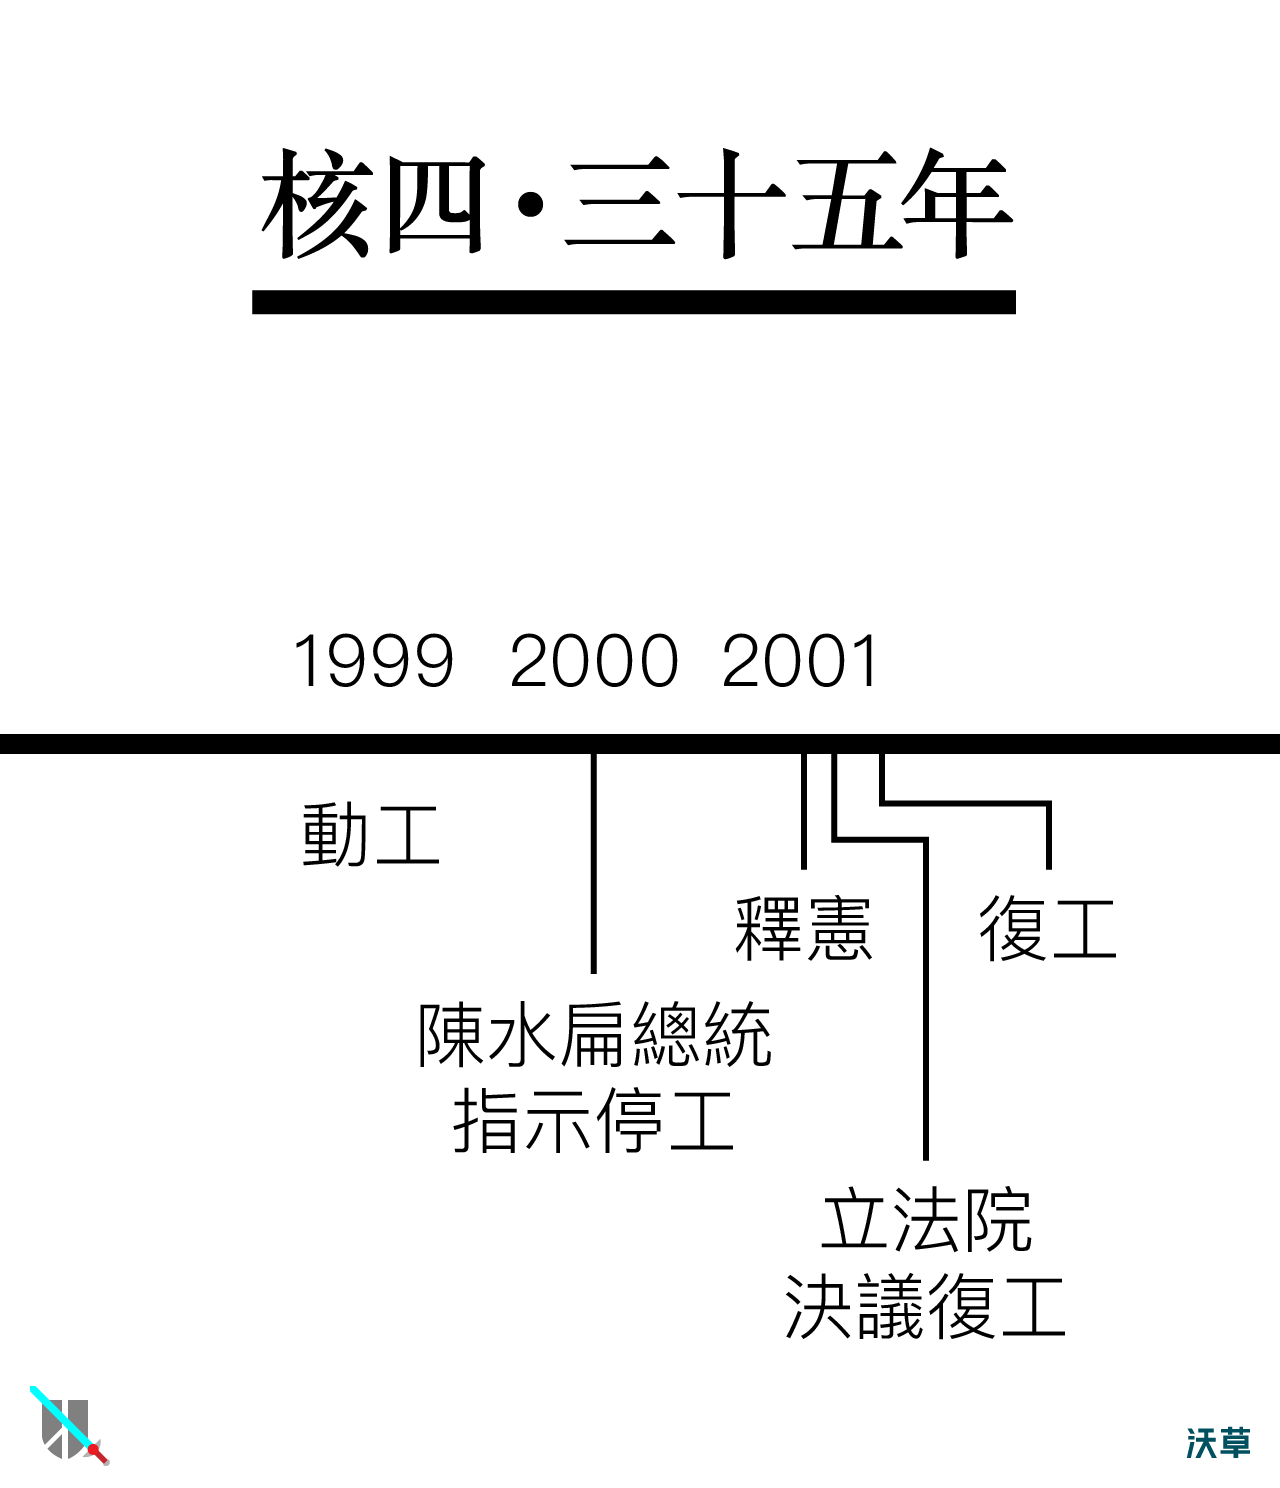 核四·三十五年
1999 2000 2001
動工
釋憲
復工
陳水扁總統
指示停工
立法院
決議復工
沃草